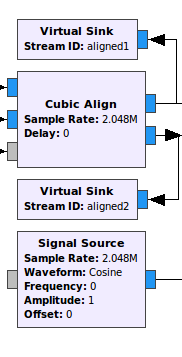 Virtual Sink
Stream ID: aligned1
Cubic Align
Sample Rate: 2.048M
Delay: 0
Virtual Sink
Stream ID: aligned2
Signal Source
Sample Rate: 2.048M
Waveform: Cosine
Frequency: 0
Amplitude: 1
Offset: 0